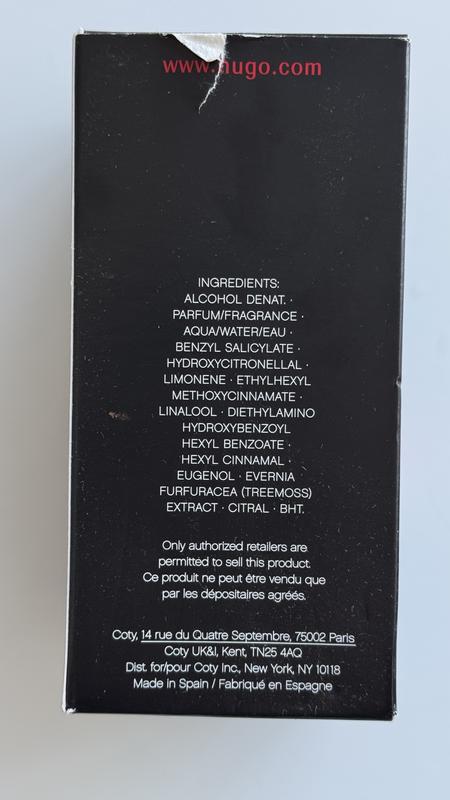 www.hugo.com
INGREDIENTS:
ALCOHOL DENAT. ·
PARFUM/FRAGRANCE ·
AQUA/WATER/EAU ·
BENZYL SALICYLATE ·
HYDROXYCITRONELLAL ·
LIMONENE · ETHYLHEXYL
METHOXYCINNAMATE ·
LINALOOL · DIETHYLAMINO
HYDROXYBENZOYL
HEXYL BENZOATE ·
HEXYL CINNAMAL ·
EUGENOL · EVERNIA
FURFURACEA (TREEMOSS)
EXTRACT · CITRAL · BHT.
Only authorized retailers are
permitted to sell this product.
Ce produit ne peut être vendu que
par les dépositaires agréés.
Coty, 14 rue du Quatre Septembre, 75002 Paris
Coty UK&I, Kent, TN25 4AQ
Dist. for/pour Coty Inc., New York, NY 10118
Made in Spain / Fabriqué en Espagne